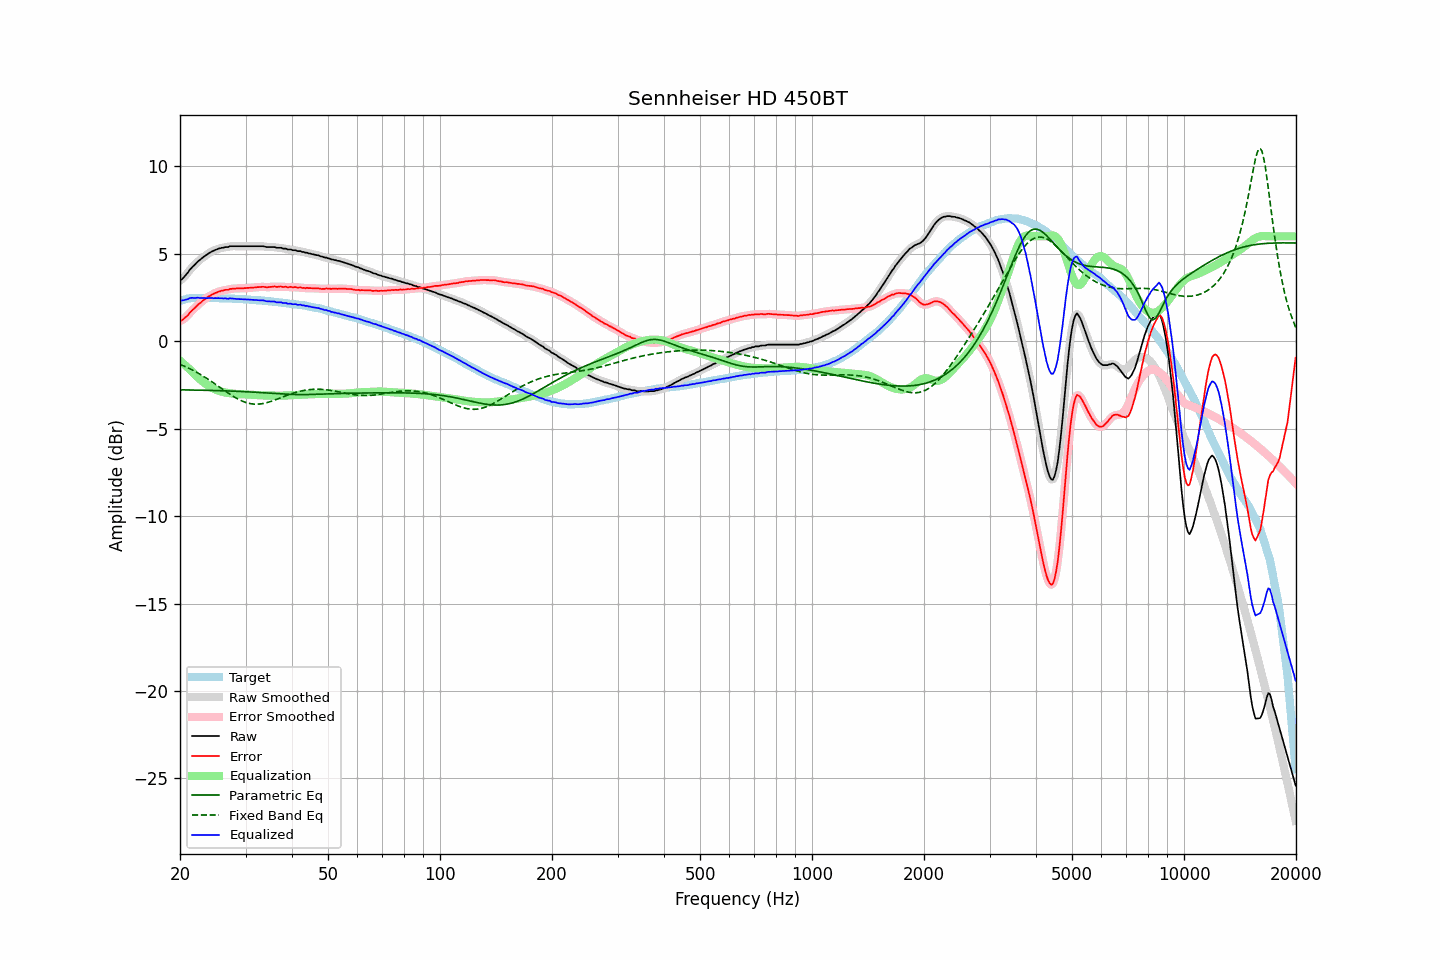 Sennheiser HD 450BT
10
5
0
−5
−10
−15
−20
−25
Amplitude (dBr)
Target
Raw Smoothed
Error Smoothed
Raw
Error
Equalization
Parametric Eq
Fixed Band Eq
Equalized
20 50 100 200 500 1000 2000 5000 10000 20000
Frequency (Hz)